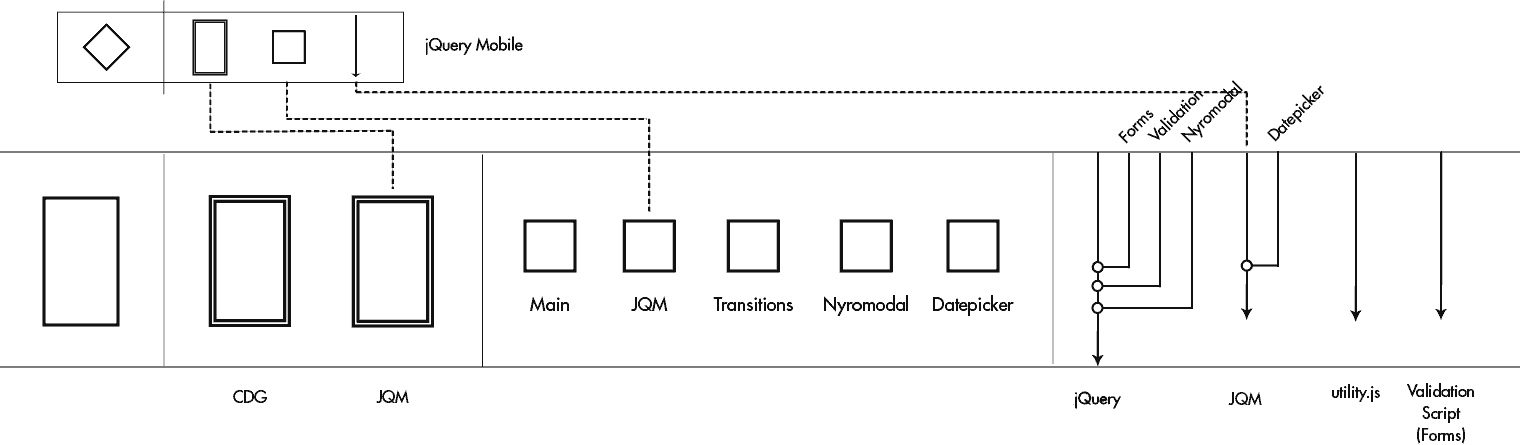 jQuery Mobile
Forms
Validation
Nyromodal
Datepicker
Main
JQM
Transitions
Nyromodal
Datepicker
CDG
JQM
jQuery
JQM
utility.js
Validation
Script
(Forms)